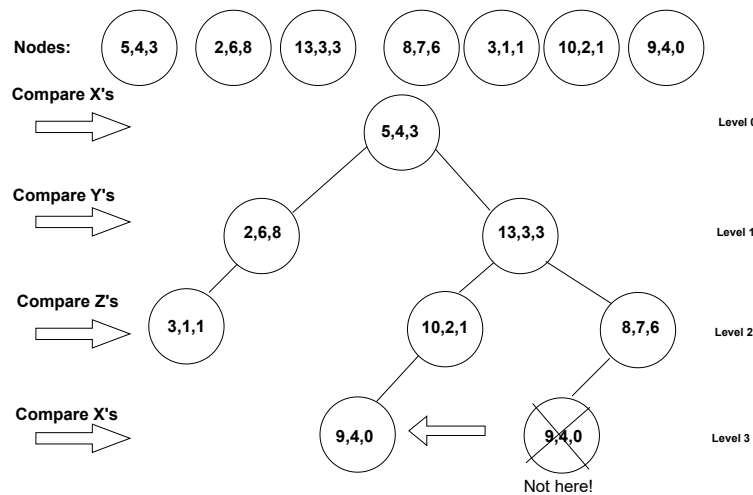 Nodes: 5,4,3 2,6,8 13,3,3 8,7,6 3,1,1 10,2,1 9,4,0
Compare X's
5,4,3 Level 0
Compare Y's
2,6,8 13,3,3 Level 1
Compare Z's
3,1,1 10,2,1 8,7,6 Level 2
Compare X's
9,4,0 9,4,0 Level 3
Not here!